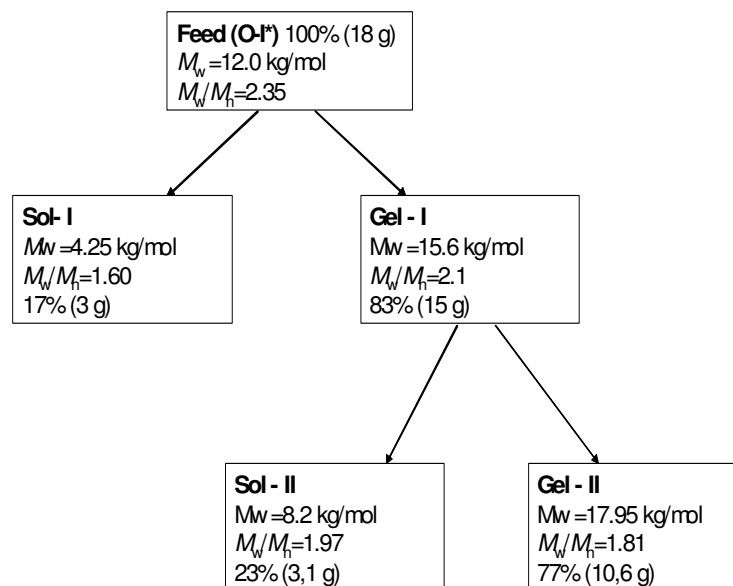 Feed (O-I*) 100% (18 g)
Mw =12.0 kg/mol
Mw/Mn=2.35
Sol- I
Mw =4.25 kg/mol
Mw/Mn=1.60
17% (3 g)
Gel - I
Mw =15.6 kg/mol
Mw/Mn=2.1
83% (15 g)
Sol - II
Mw =8.2 kg/mol
Mw/Mn=1.97
23% (3,1 g)
Gel - II
Mw =17.95 kg/mol
Mw/Mn=1.81
77% (10,6 g)